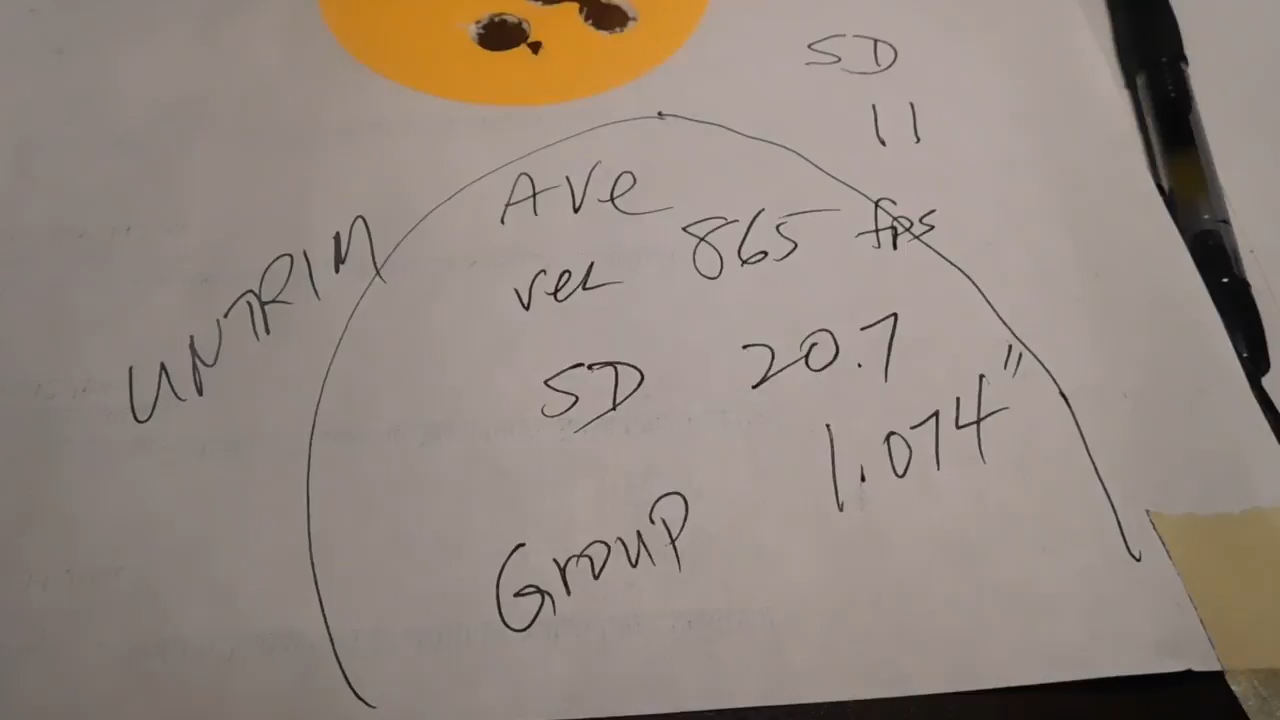 SD
11
UNTRIM
Ave
vel 865 fps
SD 20.7
Group 1.074"